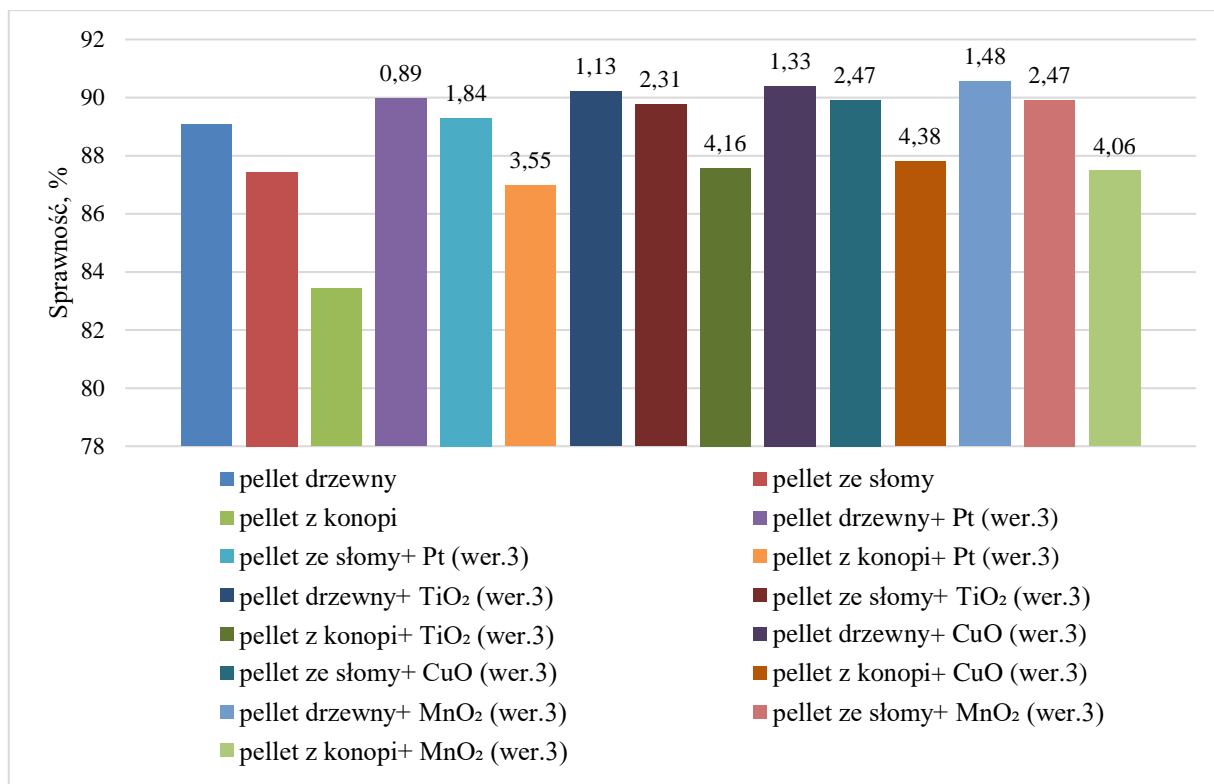 92
90
88
86
84
82
80
78
Sprawność, %
0,89
1,84
3,55
1,13
2,31
4,16
1,33
2,47
4,38
1,48
2,47
4,06
pellet drzewny
pellet ze słomy
pellet z konopi
pellet drzewny+ Pt (wer.3)
pellet ze słomy+ Pt (wer.3)
pellet z konopi+ Pt (wer.3)
pellet drzewny+ TiO₂ (wer.3)
pellet ze słomy+ TiO₂ (wer.3)
pellet z konopi+ TiO₂ (wer.3)
pellet drzewny+ CuO (wer.3)
pellet ze słomy+ CuO (wer.3)
pellet z konopi+ CuO (wer.3)
pellet drzewny+ MnO₂ (wer.3)
pellet ze słomy+ MnO₂ (wer.3)
pellet z konopi+ MnO₂ (wer.3)